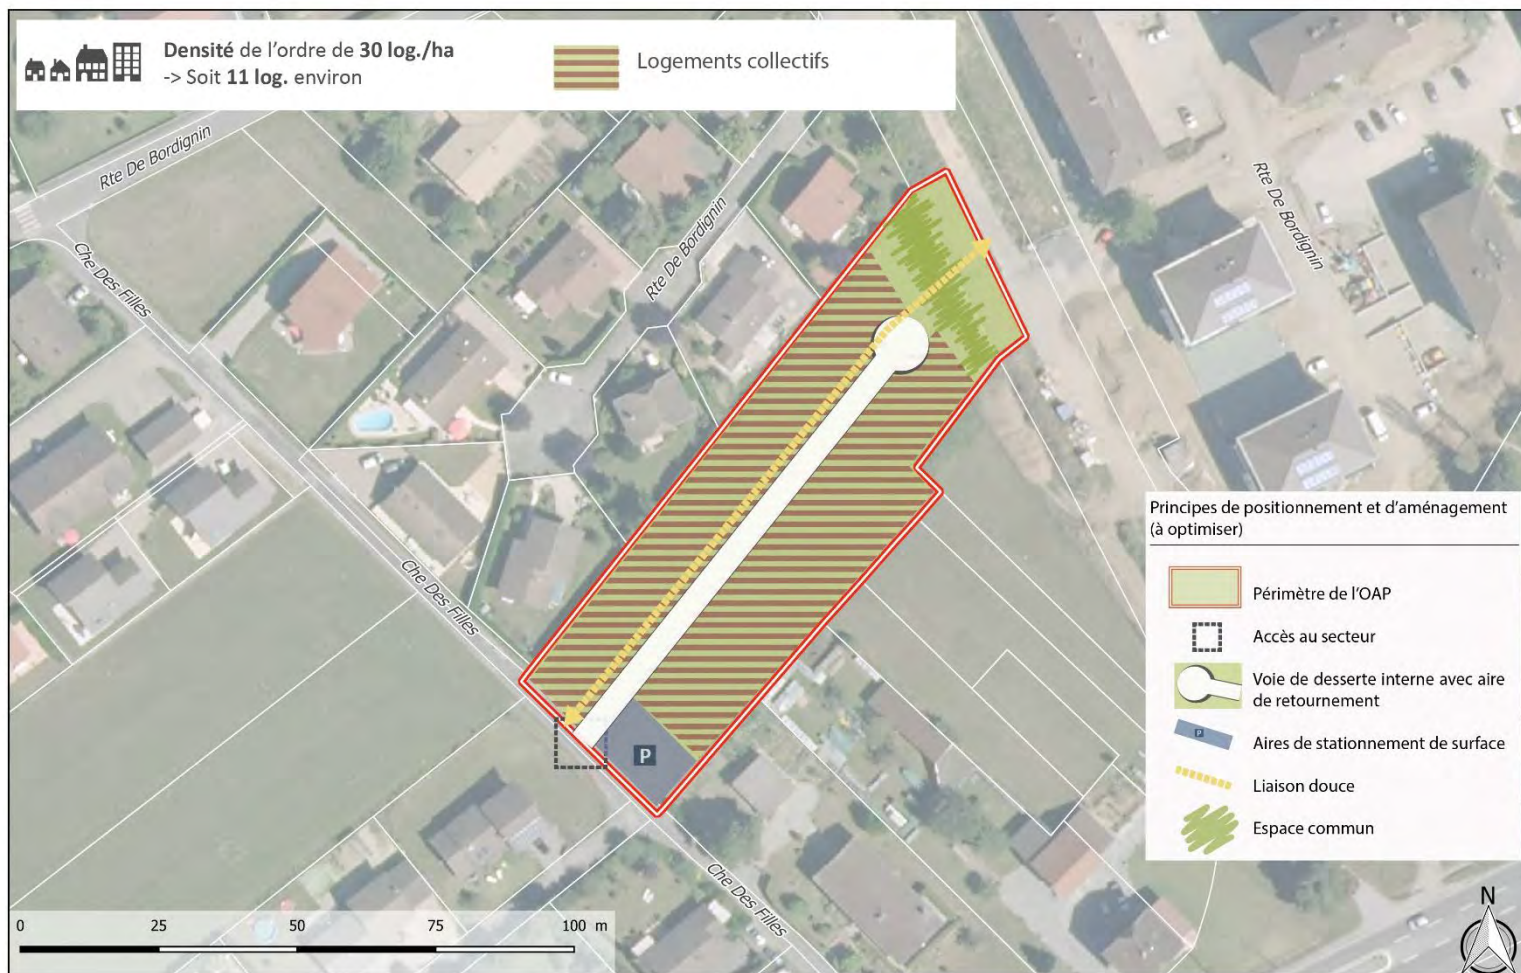 Densité de l'ordre de 30 log./ha
-> Soit 11 log. environ
Logements collectifs
Rte De Bordignin
Rte De Bordignin
Rte De Bordignin
Che Des Filles
Che Des Filles
Che Des Filles
P
Principes de positionnement et d'aménagement
(à optimiser)
Périmètre de l'OAP
Accès au secteur
Voie de desserte interne avec aire
de retournement
P
Aires de stationnement de surface
Liaison douce
Espace commun
0 25 50 75 100 m
N